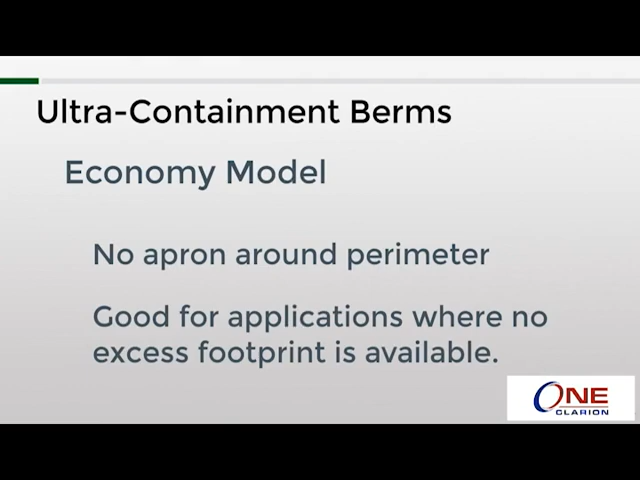 Ultra-Containment Berms
Economy Model
No apron around perimeter
Good for applications where no
excess footprint is available.
ONE
CLARION